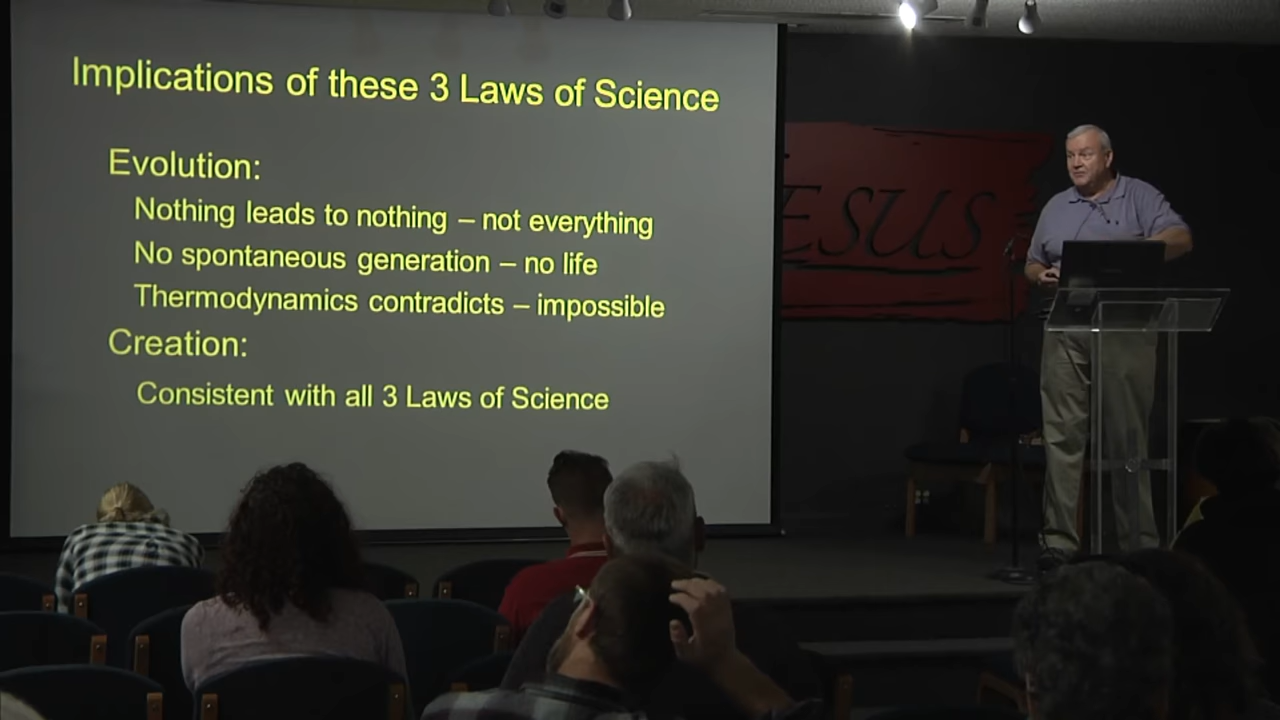 Implications of these 3 Laws of Science
Evolution:
Nothing leads to nothing – not everything
No spontaneous generation – no life
Thermodynamics contradicts – impossible
Creation:
Consistent with all 3 Laws of Science
ESUS